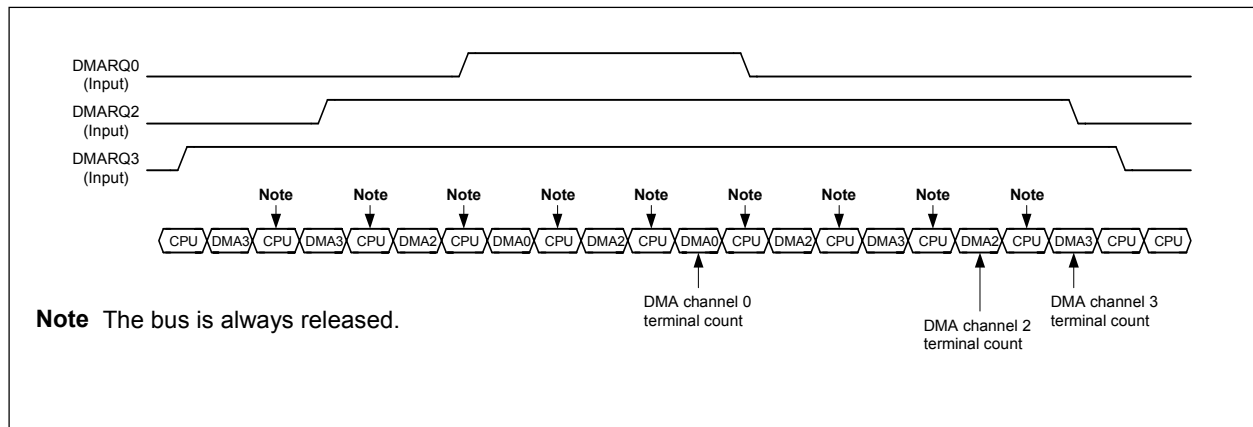 DMARQ0
(Input)
DMARQ2
(Input)
DMARQ3
(Input)
Note Note Note Note Note Note Note Note Note
CPU DMA3 CPU DMA3 CPU DMA2 CPU DMA0 CPU DMA2 CPU DMA0 CPU DMA2 CPU DMA3 CPU DMA2 CPU DMA3 CPU CPU
DMA channel 0
terminal count
DMA channel 2
terminal count
DMA channel 3
terminal count
Note The bus is always released.